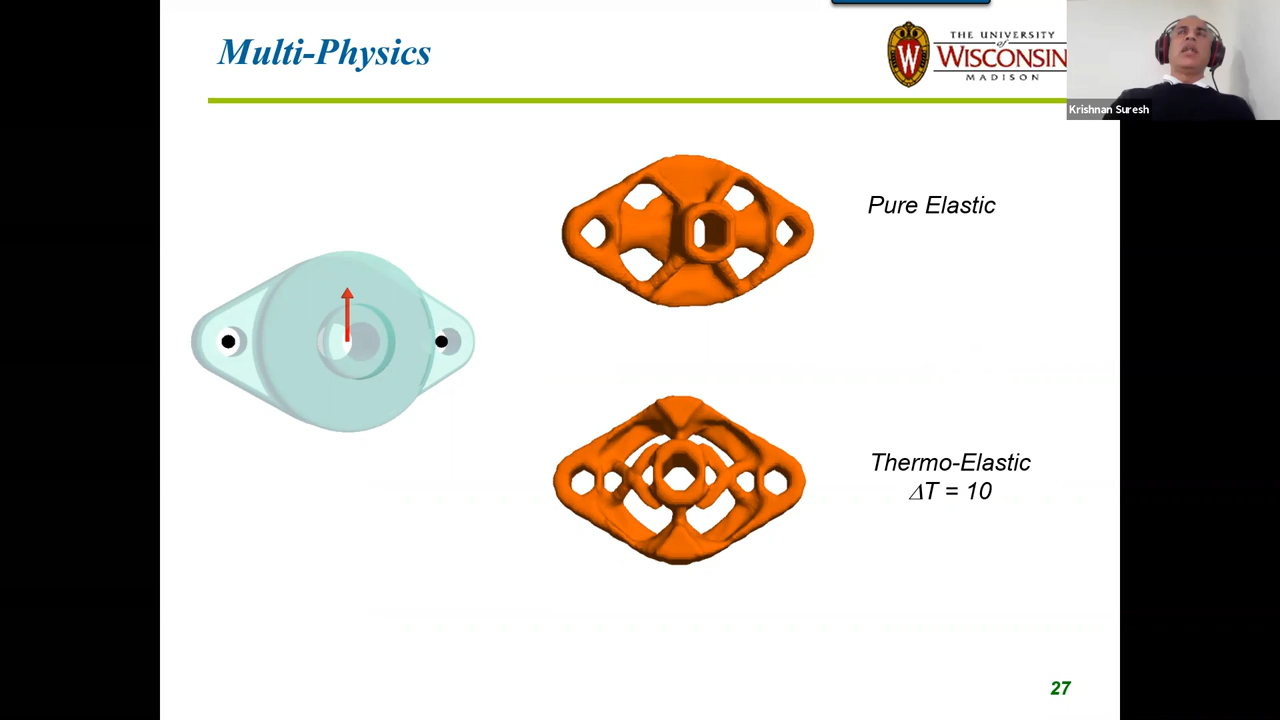 Multi-Physics
THE UNIVERSITY
of
WISCONSIN
MADISON
Krishnan Suresh
Pure Elastic
Thermo-Elastic
ΔT = 10
27